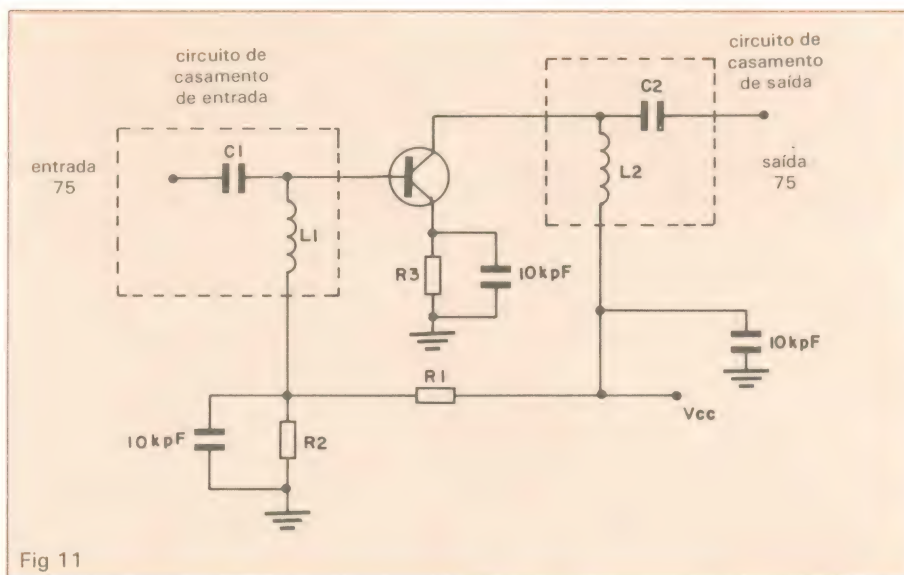 circuito de
casamento
de entrada
circuito de
casamento
de saída
C1
C2
entrada
75
saída
75
L1
L2
R3
10kpF
10kpF
R1
Vcc
10kpF
R2
Fig 11